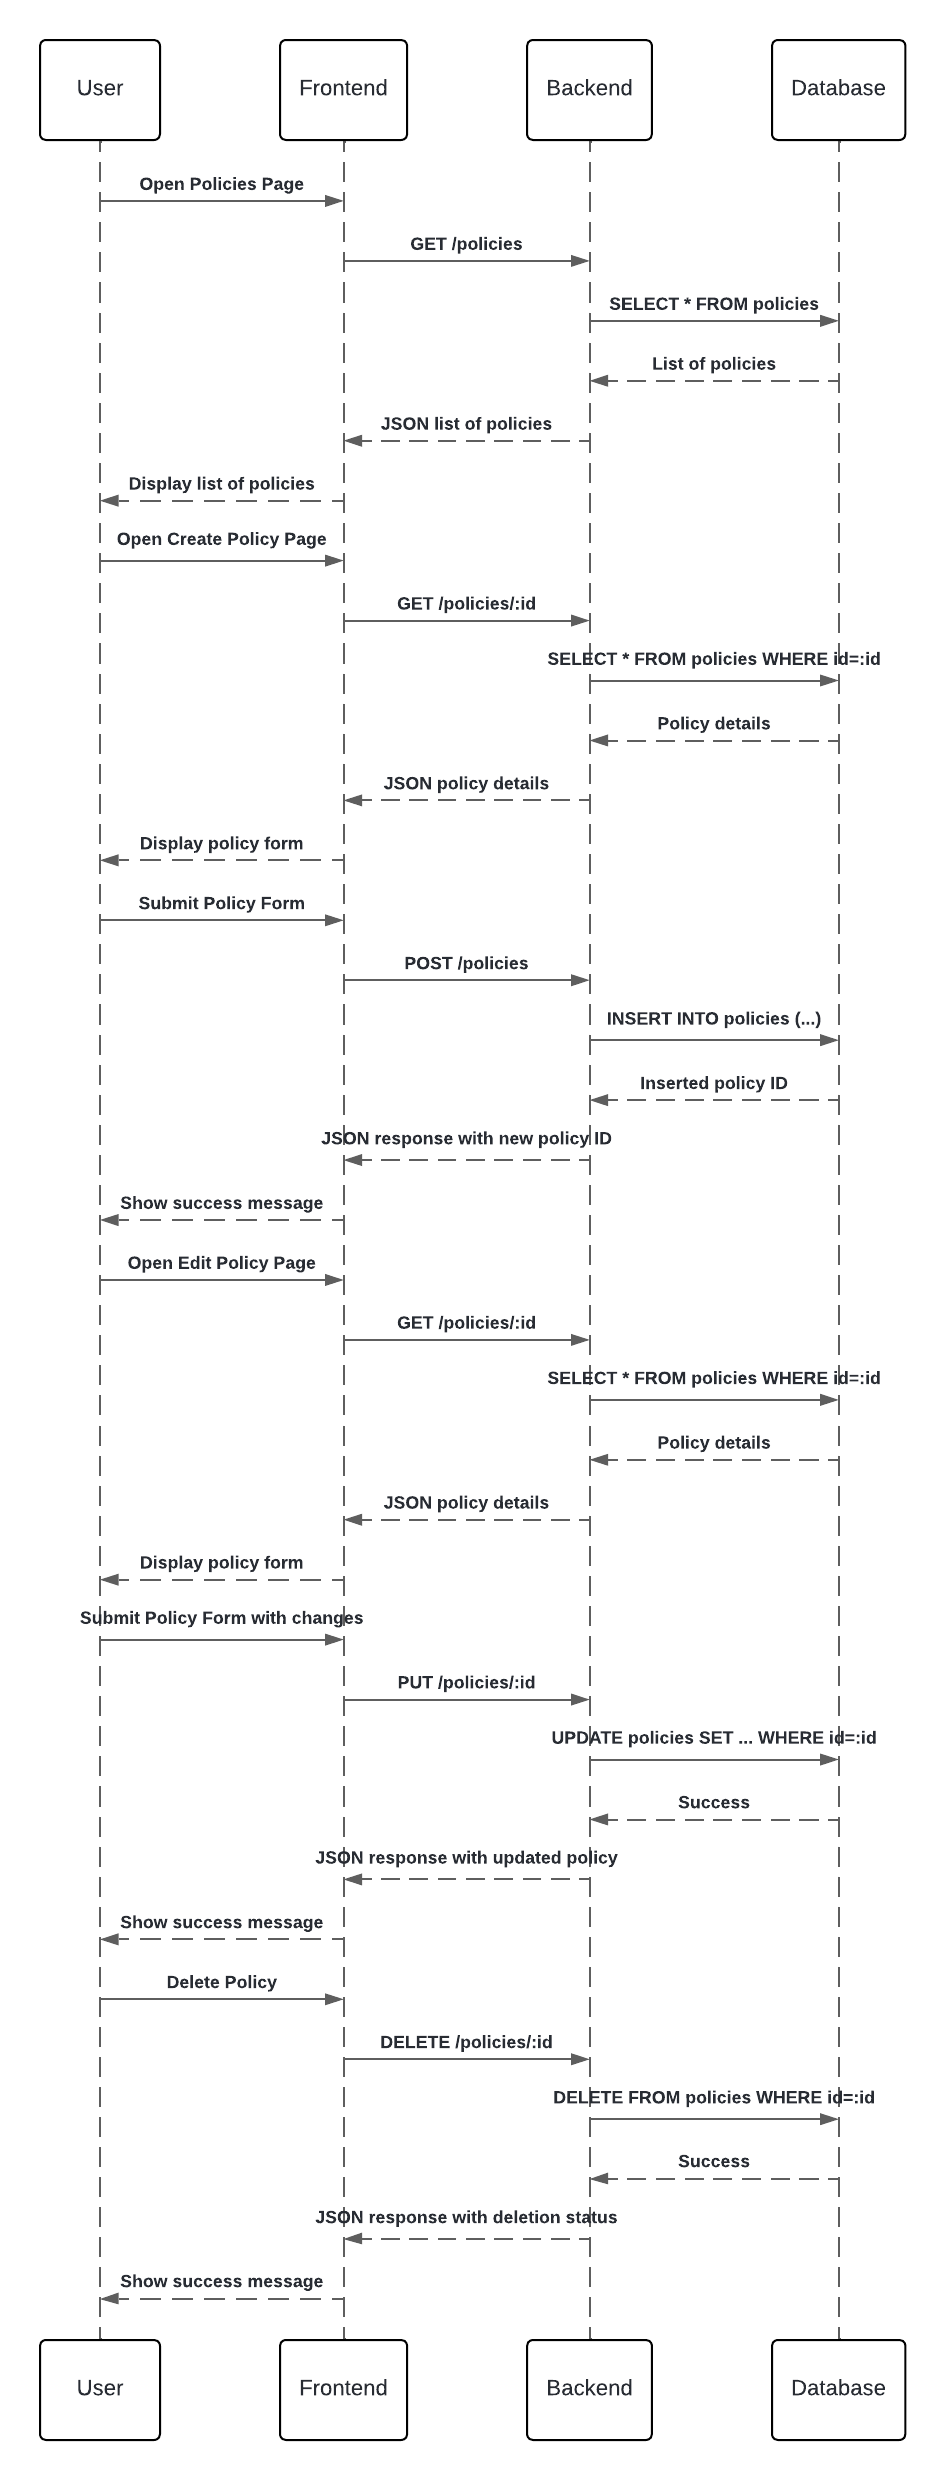 User
Frontend
Backend
Database
Open Policies Page
GET /policies
SELECT * FROM policies
List of policies
JSON list of policies
Display list of policies
Open Create Policy Page
GET /policies/:id
SELECT * FROM policies WHERE id=:id
Policy details
JSON policy details
Display policy form
Submit Policy Form
POST /policies
INSERT INTO policies (...)
Inserted policy ID
JSON response with new policy ID
Show success message
Open Edit Policy Page
GET /policies/:id
SELECT * FROM policies WHERE id=:id
Policy details
JSON policy details
Display policy form
Submit Policy Form with changes
PUT /policies/:id
UPDATE policies SET ... WHERE id=:id
Success
JSON response with updated policy
Show success message
Delete Policy
DELETE /policies/:id
DELETE FROM policies WHERE id=:id
Success
JSON response with deletion status
Show success message
User
Frontend
Backend
Database